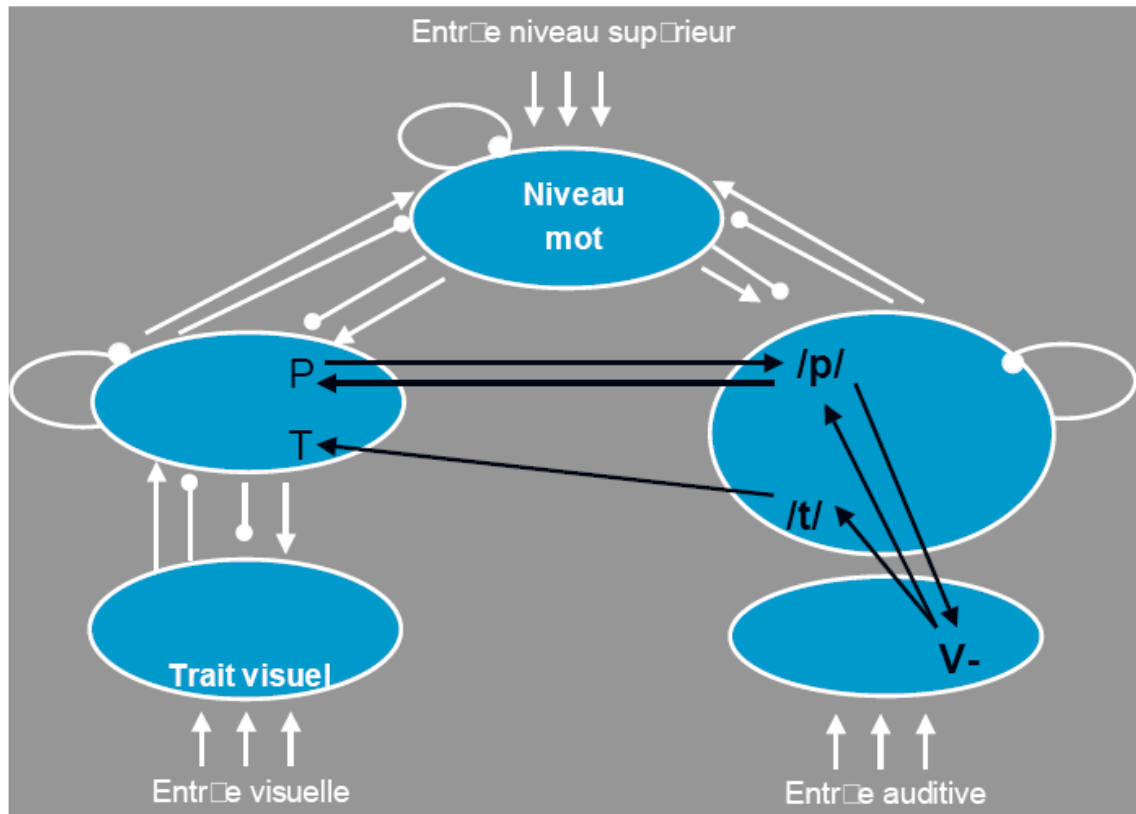 Entr□e niveau sup□rieur
Niveau
mot
P
/p/
T
/t/
V-
Trait visuel
Entr□e visuelle
Entr□e auditive